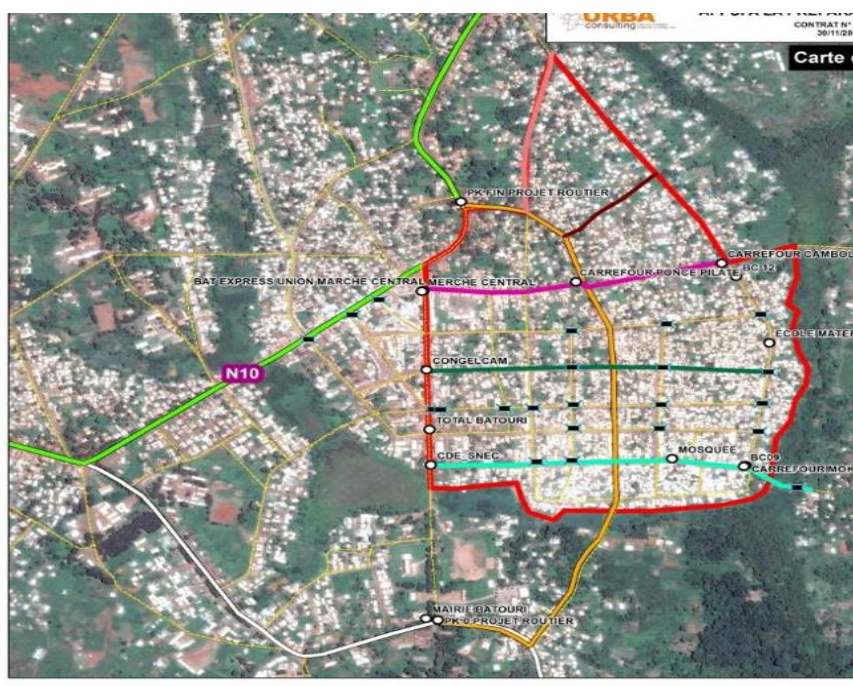 URBA
consulting
CONTRAT N°
30/11/20
Carte
PK FIN PROJET ROUTIER
CARREFOUR CAMBOL
BC 12
CARREFOUR PONCE PILATE
BAT EXPRESS UNION MARCHE CENTRAL
MERCHE CENTRAL
ECOLE MATER
CONGELCAM
N10
TOTAL BATOURI
MOSQUEE
CDE_SNEC
BC09
CARREFOUR MOK
MAIRIE BATOURI
PK 0 PROJET ROUTIER